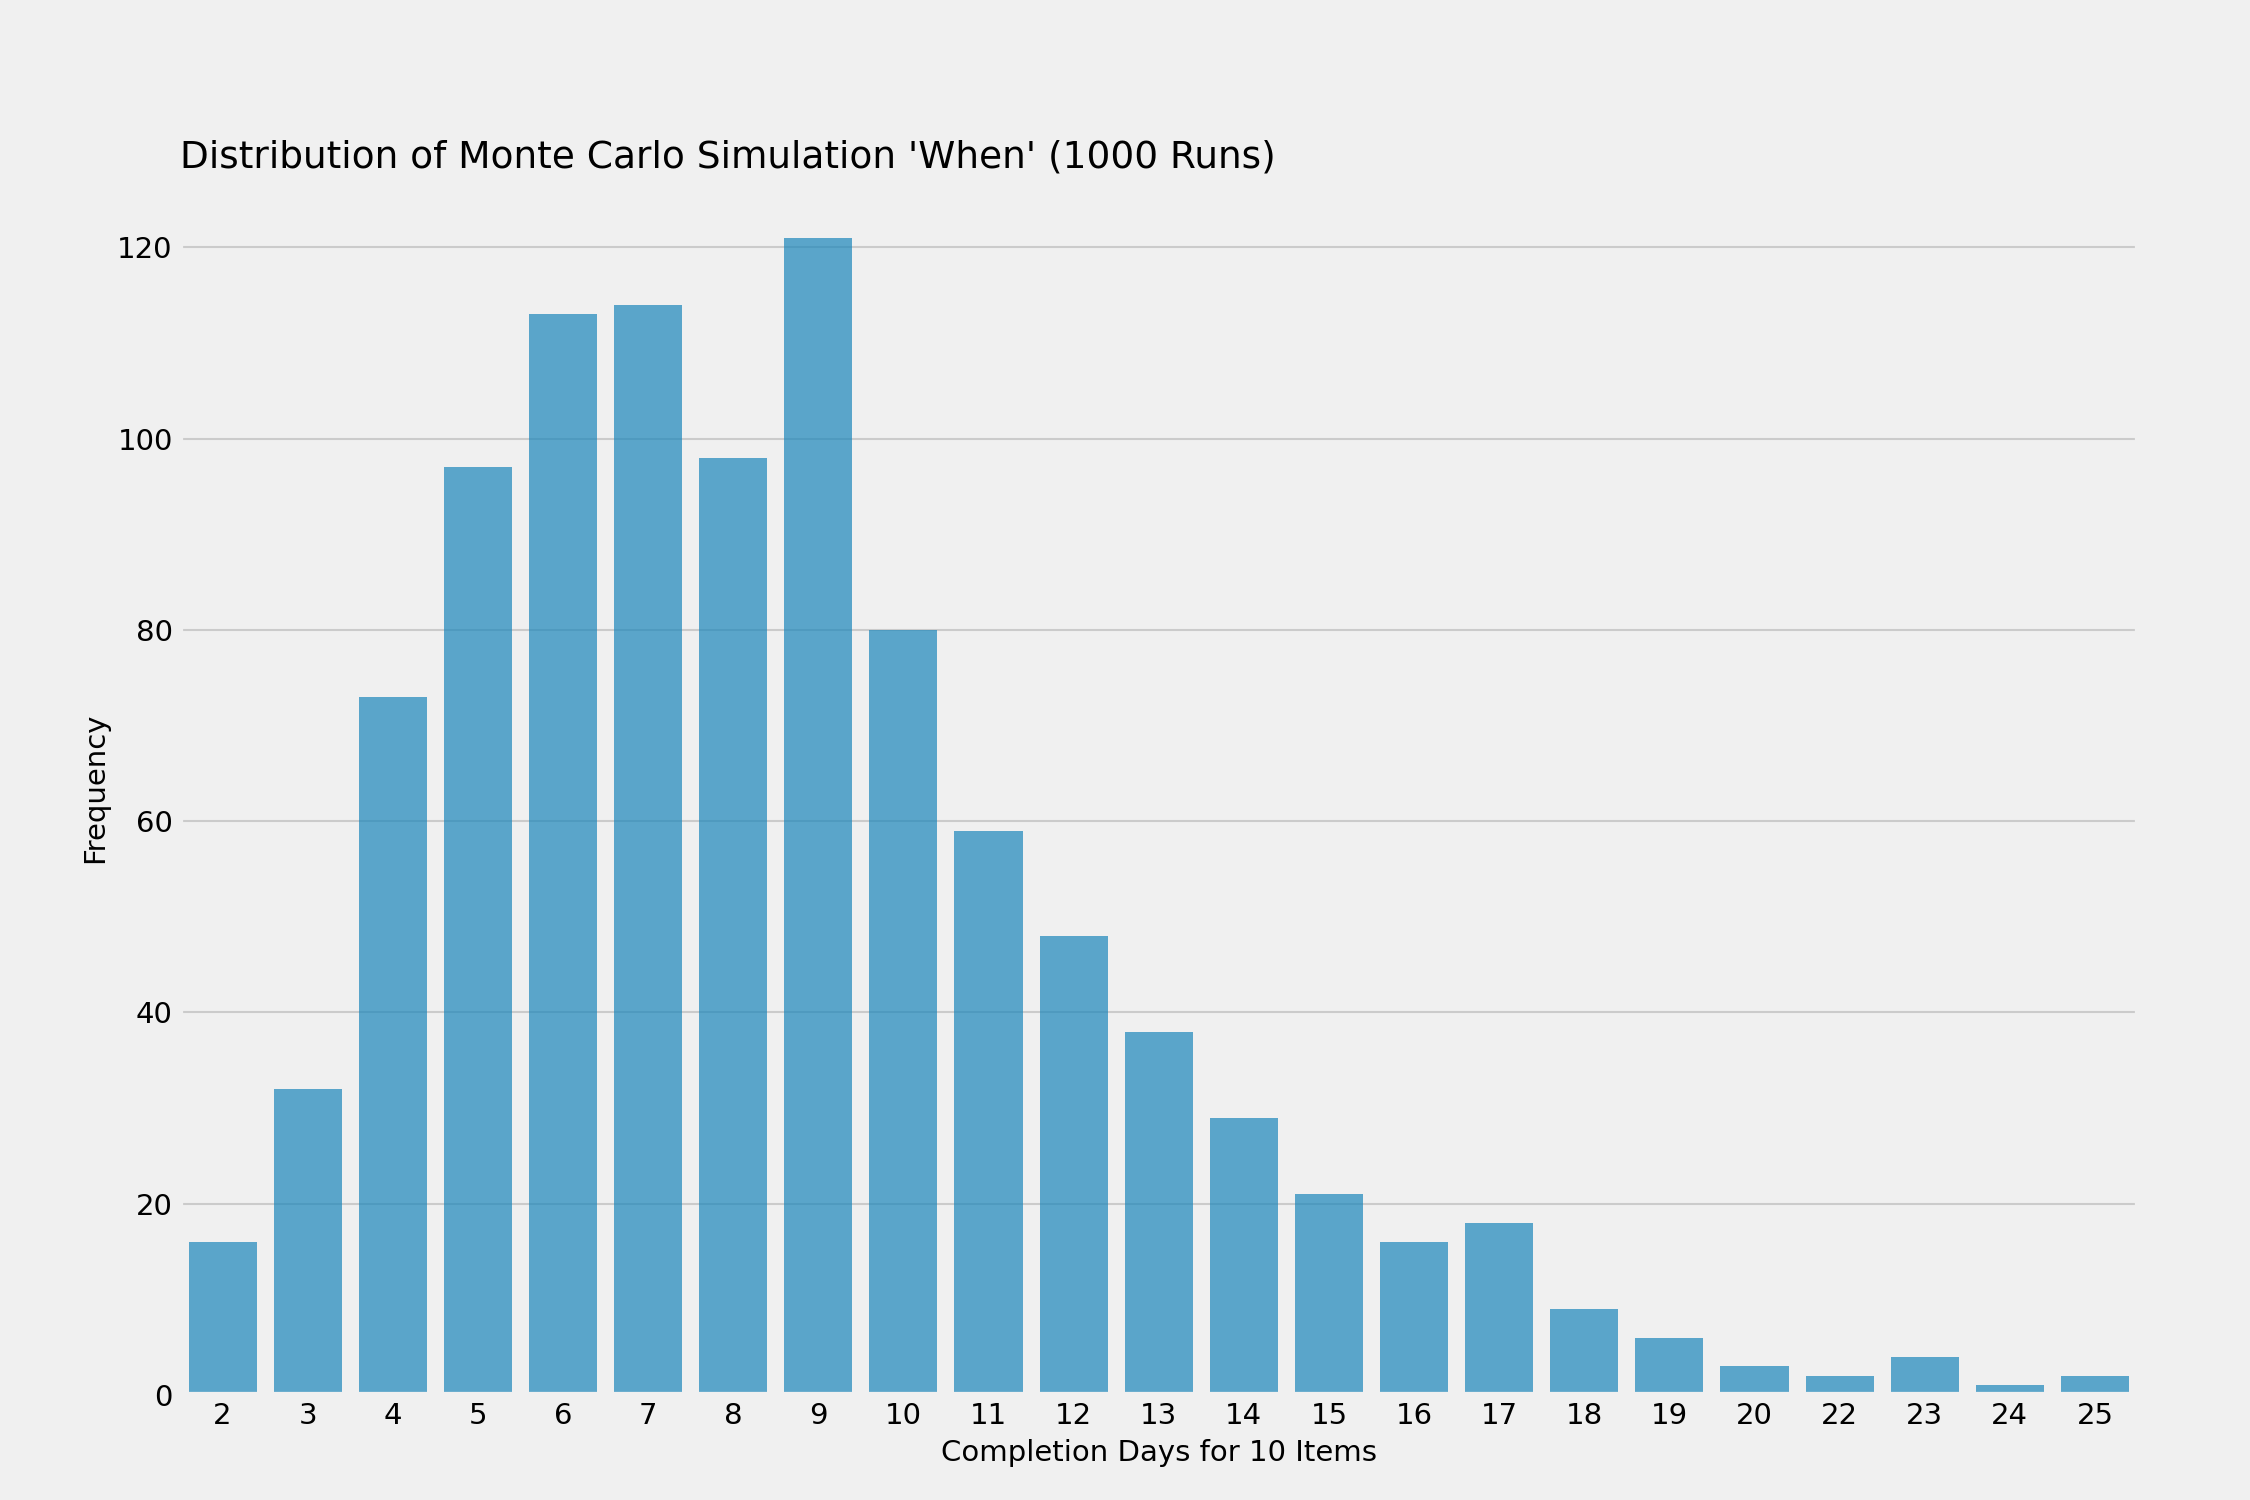 Distribution of Monte Carlo Simulation 'When' (1000 Runs)
120
100
80
60
40
20
0
Frequency
2 3 4 5 6 7 8 9 10 11 12 13 14 15 16 17 18 19 20 22 23 24 25
Completion Days for 10 Items